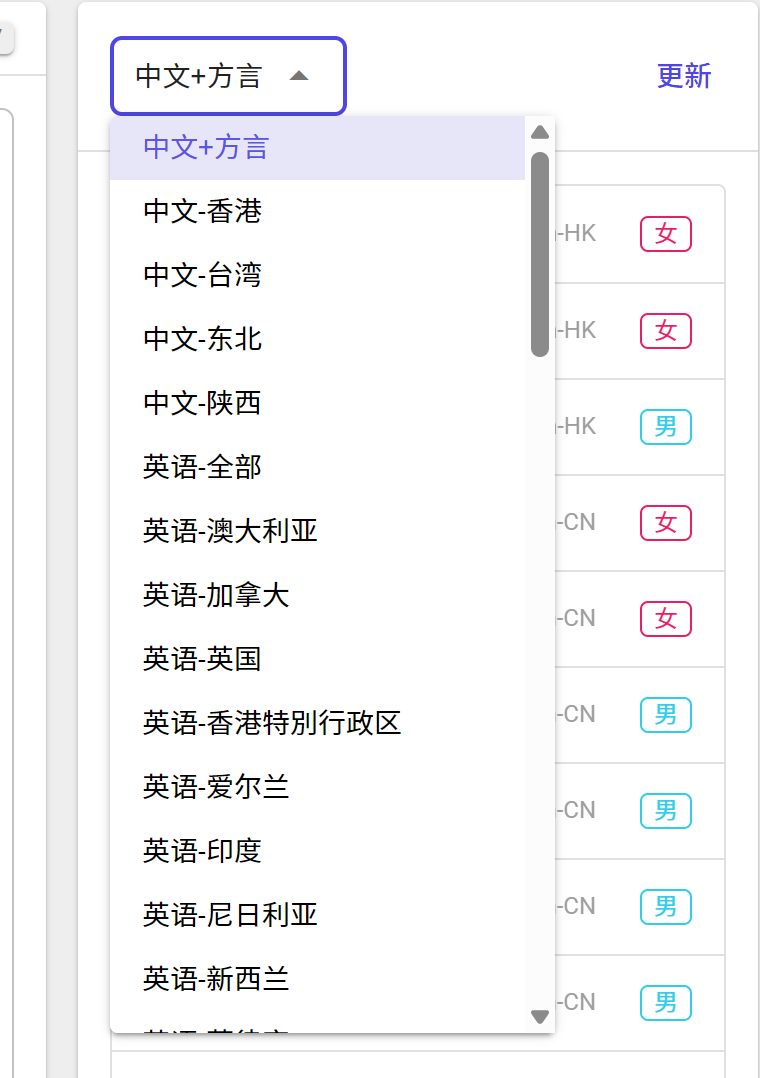 中文+方言
更新
中文+方言
中文-香港
-HK 女
中文-台湾
中文-东北
-HK 女
中文-陕西
-HK 男
英语-全部
英语-澳大利亚
-CN 女
英语-加拿大
-CN 女
英语-英国
英语-香港特別行政区
-CN 男
英语-爱尔兰
-CN 男
英语-印度
英语-尼日利亚
-CN 男
英语-新西兰
-CN 男